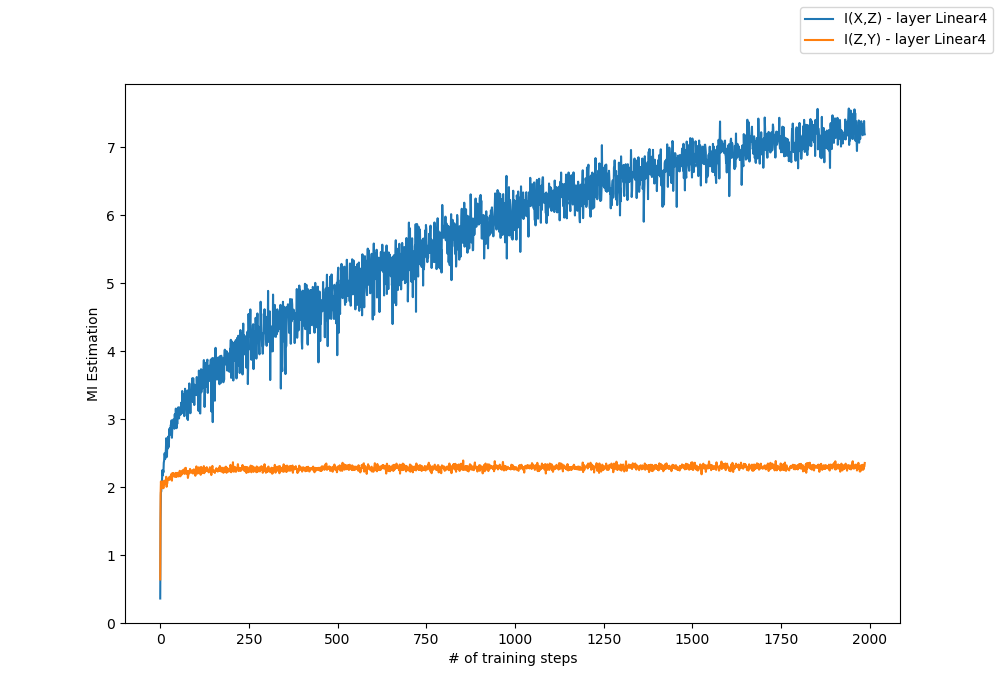 I(X,Z) - layer Linear4
I(Z,Y) - layer Linear4
MI Estimation
7
6
5
4
3
2
1
0
0 250 500 750 1000 1250 1500 1750 2000
# of training steps